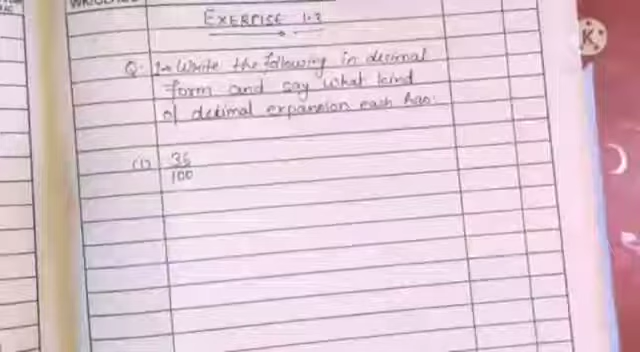 EXERCISE 1.3
Q. 1→ Write the following in decimal
form and say what kind
of decimal expansion each has.
(i) 36
100
K